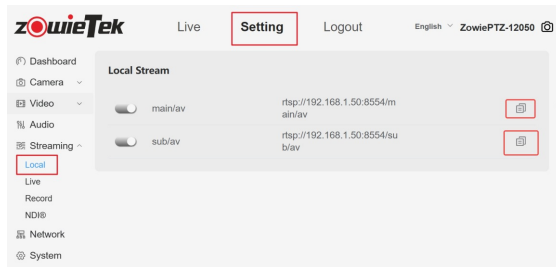 zowieTek
Live
Setting
Logout
English
ZowiePTZ-12050
Dashboard
Camera
Video
Audio
Streaming
Local
Live
Record
NDI®
Network
System
Local Stream
main/av
rtsp://192.168.1.50:8554/m
ain/av
sub/av
rtsp://192.168.1.50:8554/su
b/av